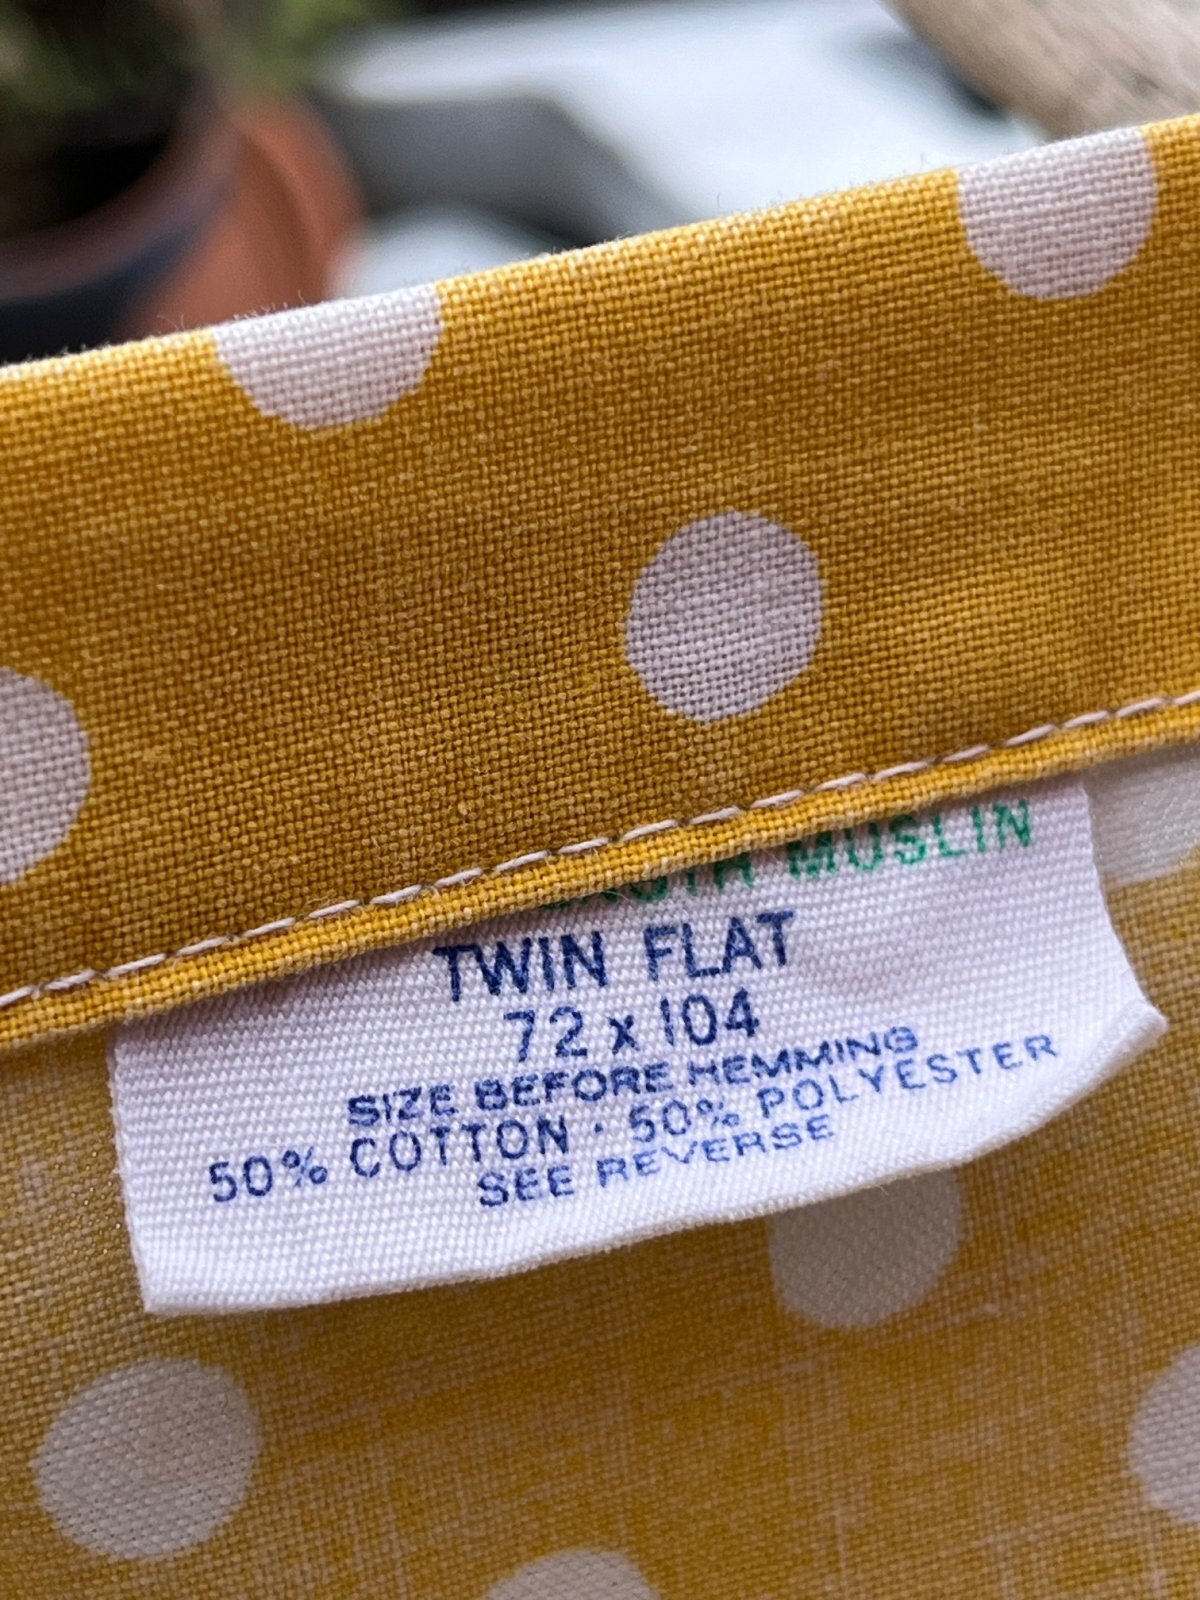 MUSLIN
TWIN FLAT
72 x 104
SIZE BEFORE HEMMING
50% COTTON · 50% POLYESTER
SEE REVERSE